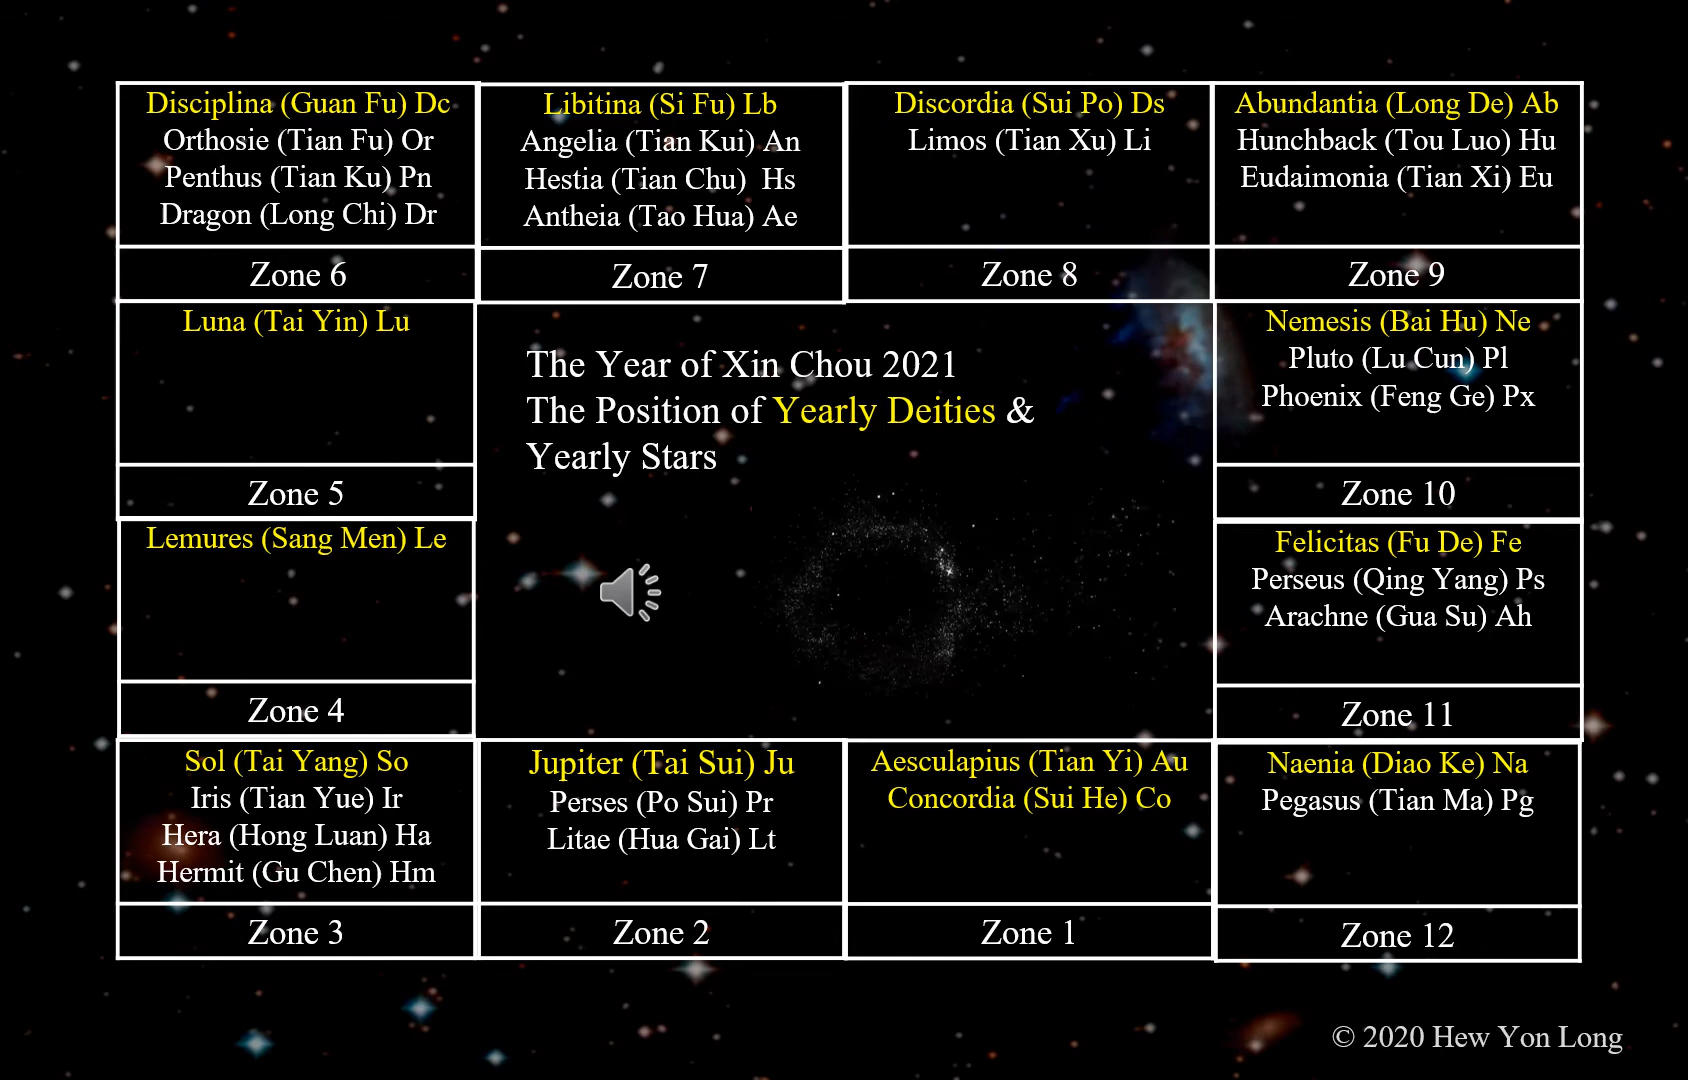 Disciplina (Guan Fu) Dc
Orthosie (Tian Fu) Or
Penthus (Tian Ku) Pn
Dragon (Long Chi) Dr
Zone 6
Libitina (Si Fu) Lb
Angelia (Tian Kui) An
Hestia (Tian Chu)  Hs
Antheia (Tao Hua) Ae
Zone 7
Discordia (Sui Po) Ds
Limos (Tian Xu) Li
Zone 8
Abundantia (Long De) Ab
Hunchback (Tou Luo) Hu
Eudaimonia (Tian Xi) Eu
Zone 9
Luna (Tai Yin) Lu
Zone 5
The Year of Xin Chou 2021
The Position of Yearly Deities &
Yearly Stars
Nemesis (Bai Hu) Ne
Pluto (Lu Cun) Pl
Phoenix (Feng Ge) Px
Zone 10
Lemures (Sang Men) Le
Zone 4
Felicitas (Fu De) Fe
Perseus (Qing Yang) Ps
Arachne (Gua Su) Ah
Zone 11
Sol (Tai Yang) So
Iris (Tian Yue) Ir
Hera (Hong Luan) Ha
Hermit (Gu Chen) Hm
Zone 3
Jupiter (Tai Sui) Ju
Perses (Po Sui) Pr
Litae (Hua Gai) Lt
Zone 2
Aesculapius (Tian Yi) Au
Concordia (Sui He) Co
Zone 1
Naenia (Diao Ke) Na
Pegasus (Tian Ma) Pg
Zone 12
© 2020 Hew Yon Long